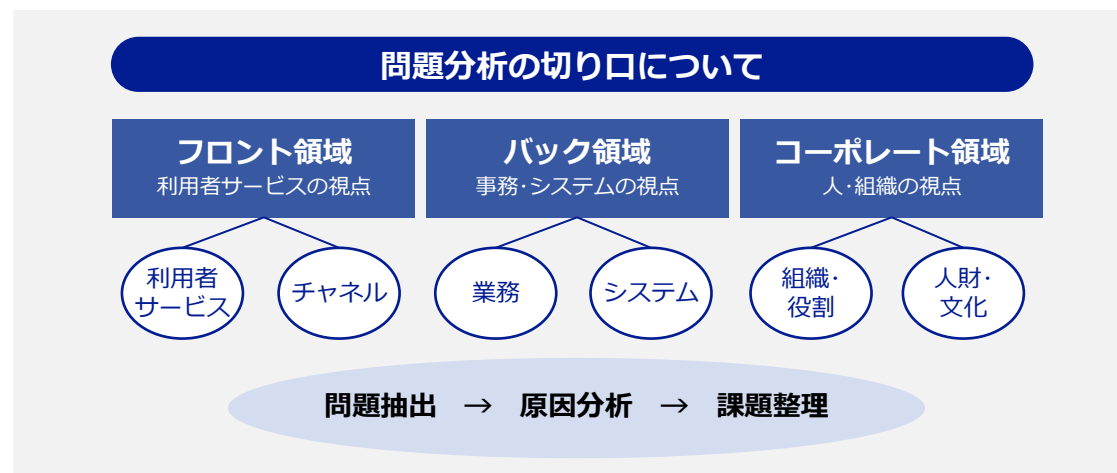 問題分析の切り口について
フロント領域
利用者サービスの視点
バック領域
事務･システムの視点
コーポレート領域
人･組織の視点
利用者
サービス
チャネル
業務
システム
組織･
役割
人財･
文化
問題抽出 → 原因分析 → 課題整理